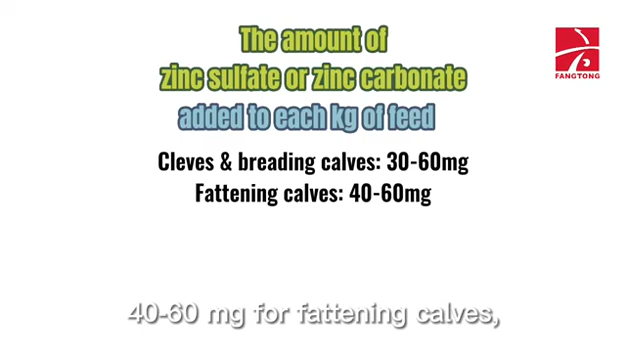 The amount of
zinc sulfate or zinc carbonate
added to each kg of feed
FANGTONG
Cleves & breading calves: 30-60mg
Fattening calves: 40-60mg
40-60 mg for fattening calves,